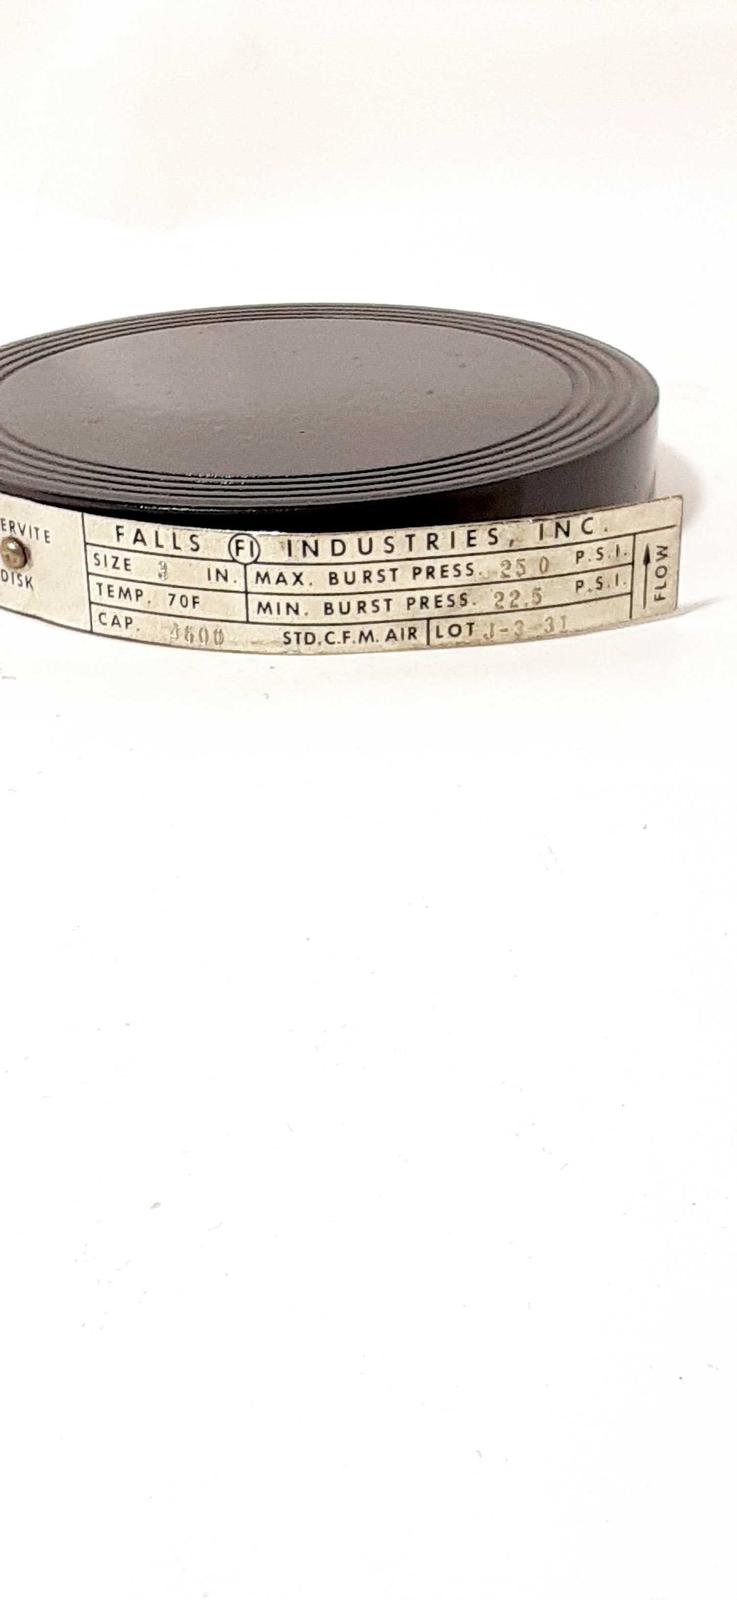 ERVITE
DISK
FALLS FI INDUSTRIES, INC.
SIZE 3 IN.
MAX. BURST PRESS. 25 0 P.S.I.
TEMP. 70F
MIN. BURST PRESS. 22.5 P.S.I.
CAP. 4600 STD.C.F.M. AIR
LOT J-3 31
FLOW